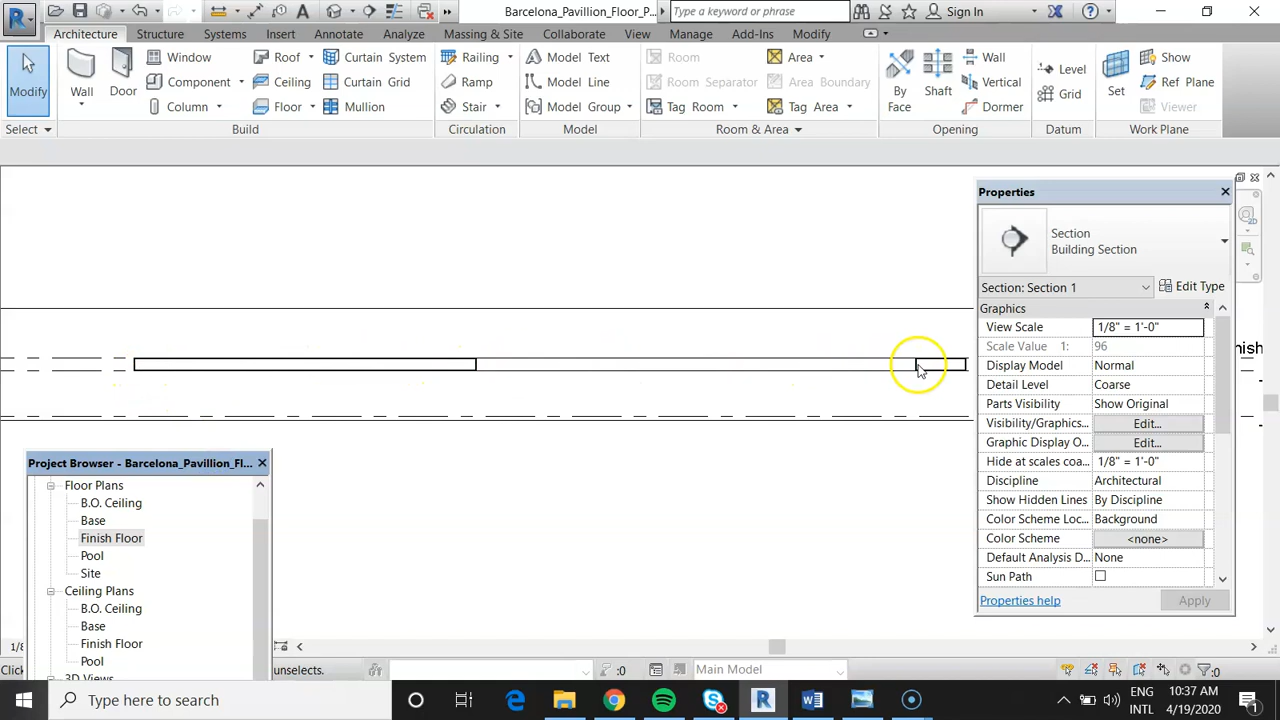 R Barcelona_Pavillion_Floor_P... Type a keyword or phrase Sign In
Architecture Structure Systems Insert Annotate Analyze Massing & Site Collaborate View Manage Add-Ins Modify
Modify Wall Door Window Component Column Roof Ceiling Floor Curtain System Curtain Grid Mullion Railing Ramp Stair Model Text Model Line Model Group Room Room Separator Tag Room Area Area Boundary Tag Area By Face Shaft Wall Vertical Dormer Level Grid Set Show Ref Plane Viewer
Select Build Circulation Model Room & Area Opening Datum Work Plane
Properties
Section
Building Section
Section: Section 1 Edit Type
Graphics
View Scale 1/8" = 1'-0"
Scale Value 1: 96
Display Model Normal
Detail Level Coarse
Parts Visibility Show Original
Visibility/Graphics... Edit...
Graphic Display O... Edit...
Hide at scales coa... 1/8" = 1'-0"
Discipline Architectural
Show Hidden Lines By Discipline
Color Scheme Loc... Background
Color Scheme <none>
Default Analysis D... None
Sun Path
Properties help Apply
inish
Project Browser - Barcelona_Pavillion_Fl...
Floor Plans
B.O. Ceiling
Base
Finish Floor
Pool
Site
Ceiling Plans
B.O. Ceiling
Base
Finish Floor
Pool
3D Views
1/8
Clic unselects. :0 Main Model :0
Type here to search
ENG 10:37 AM
INTL 4/19/2020